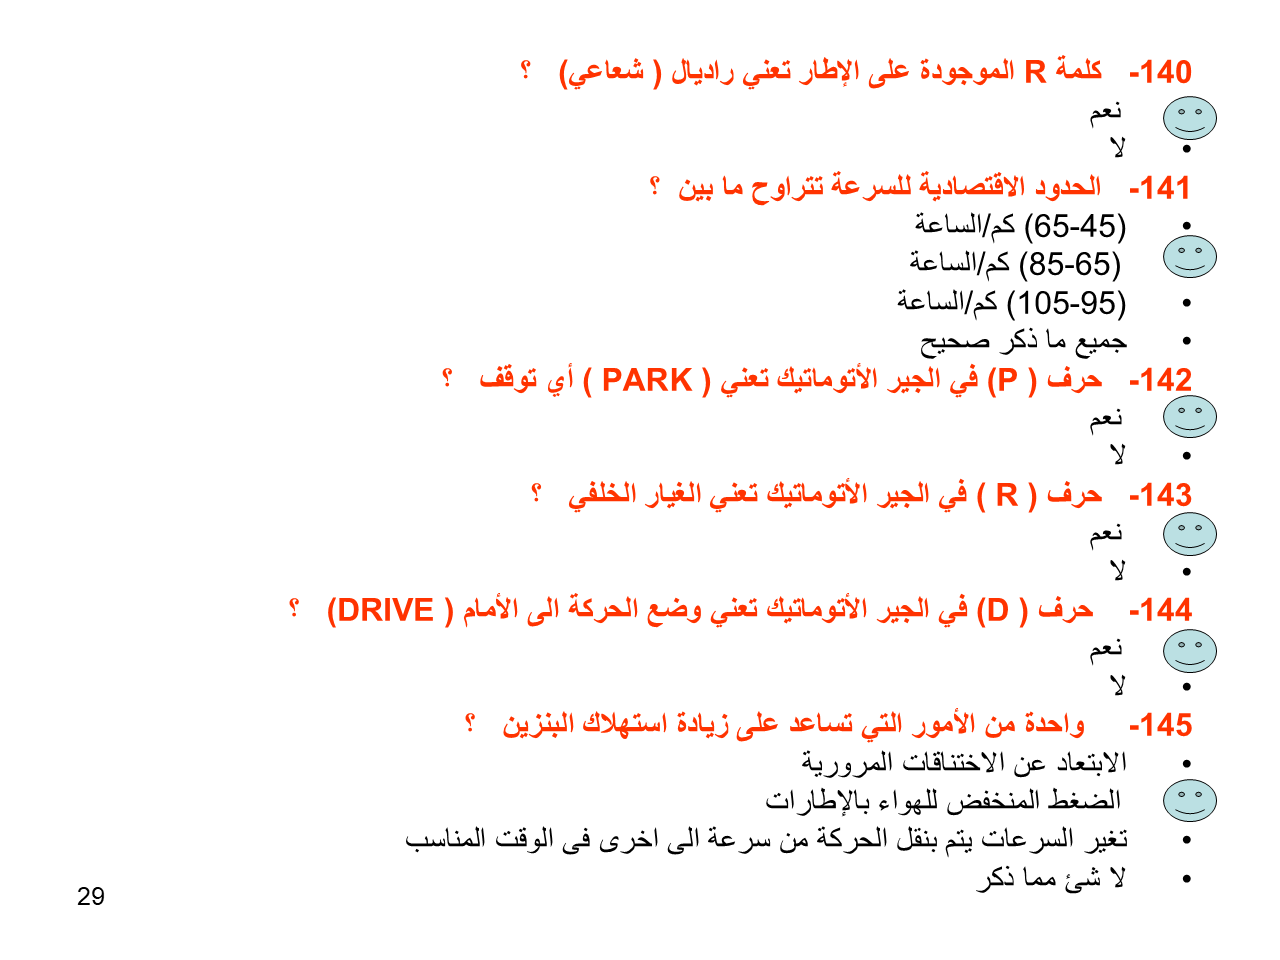 140- كلمة R الموجودة على الإطار تعني راديال ( شعاعي) ؟
نعم
• لا
141- الحدود الاقتصادية للسرعة تتراوح ما بين ؟
• (45-65) كم/الساعة
(65-85) كم/الساعة
• (95-105) كم/الساعة
• جميع ما ذكر صحيح
142- حرف ( P) في الجير الأتوماتيك تعني ( PARK ) أي توقف ؟
نعم
• لا
143- حرف ( R ) في الجير الأتوماتيك تعني الغيار الخلفي ؟
نعم
• لا
144- حرف ( D) في الجير الأتوماتيك تعني وضع الحركة الى الأمام ( DRIVE) ؟
نعم
• لا
145- واحدة من الأمور التي تساعد على زيادة استهلاك البنزين ؟
• الابتعاد عن الاختناقات المرورية
الضغط المنخفض للهواء بالإطارات
• تغير السرعات يتم بنقل الحركة من سرعة الى اخرى فى الوقت المناسب
• لا شئ مما ذكر
29